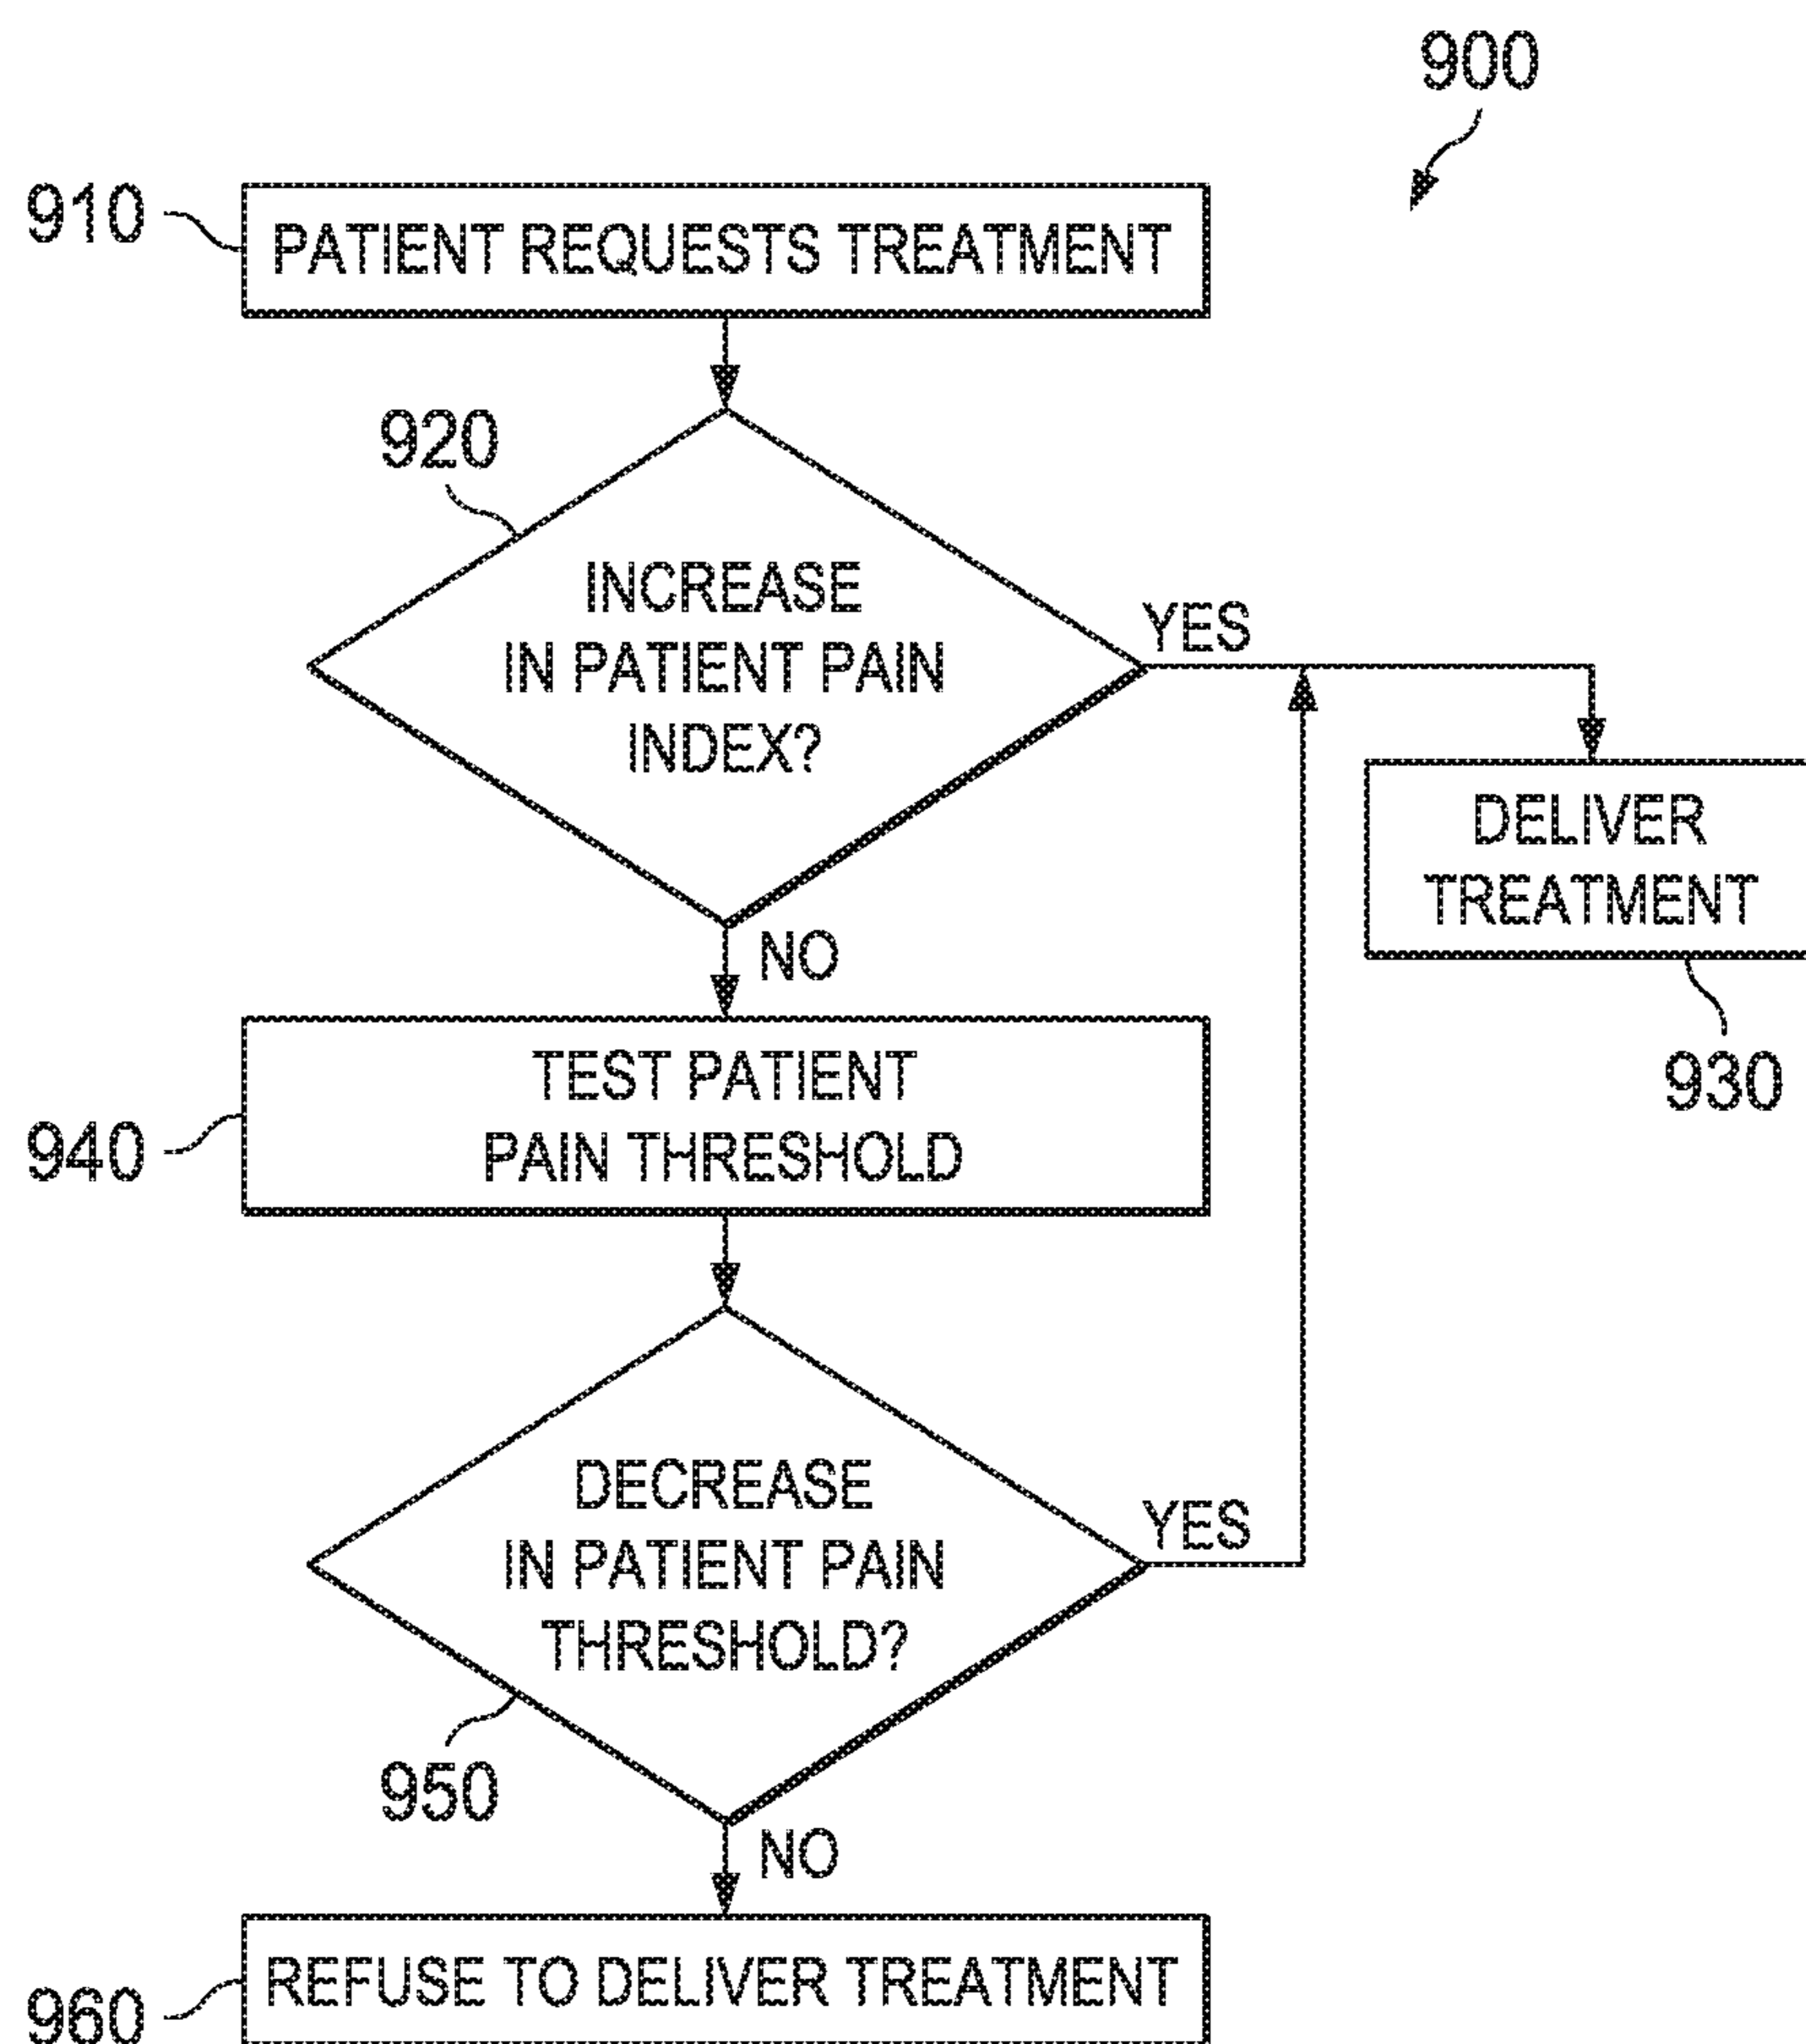 900
910
PATIENT REQUESTS TREATMENT
920
INCREASE
IN PATIENT PAIN
INDEX?
YES
DELIVER
TREATMENT
930
NO
TEST PATIENT
PAIN THRESHOLD
940
DECREASE
IN PATIENT PAIN
THRESHOLD?
YES
950
NO
REFUSE TO DELIVER TREATMENT
960